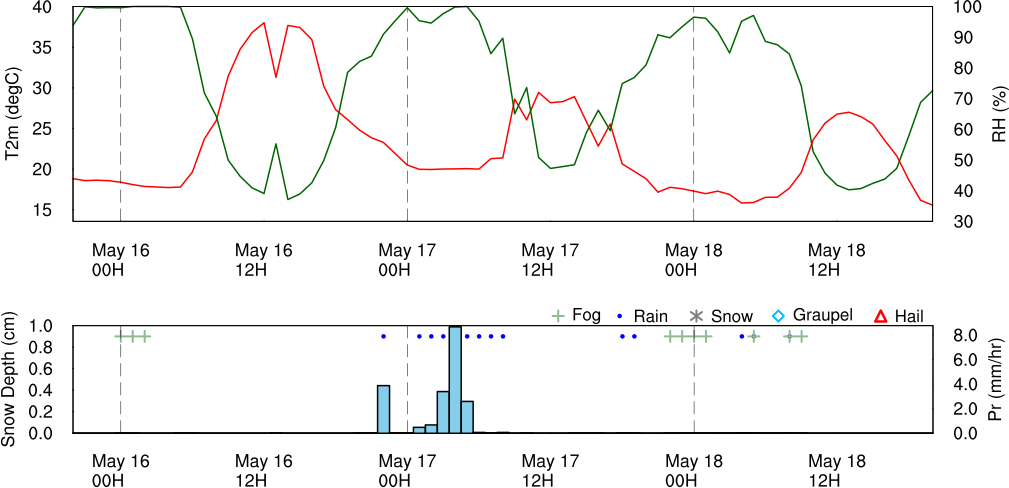 40
35
30
25
20
15
T2m (degC)
100
90
80
70
60
50
40
30
RH (%)
May 16 May 16 May 17 May 17 May 18 May 18
00H 12H 00H 12H 00H 12H
Fog Rain Snow Graupel Hail
1.0
0.8
0.6
0.4
0.2
0.0
Snow Depth (cm)
8.0
6.0
4.0
2.0
0.0
Pr (mm/hr)
May 16 May 16 May 17 May 17 May 18 May 18
00H 12H 00H 12H 00H 12H